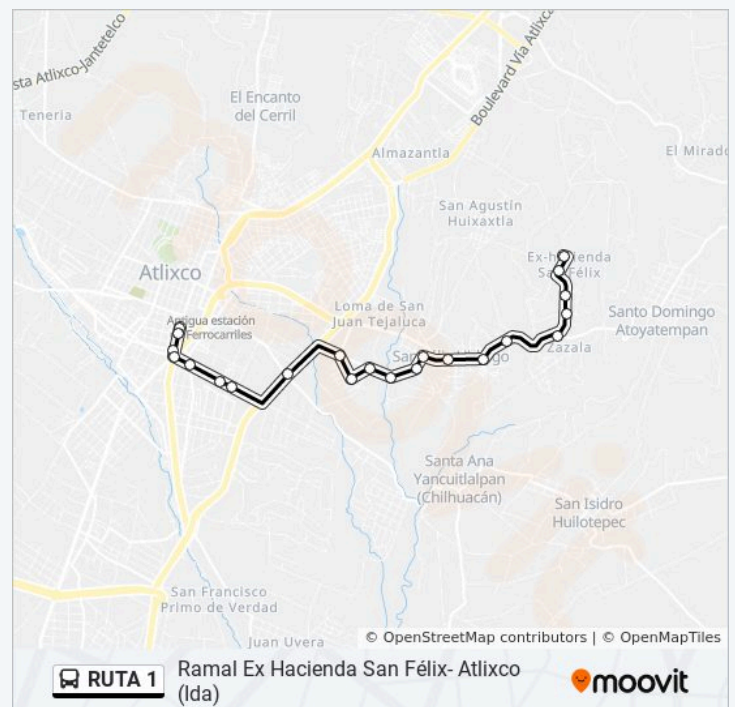 sta Atlixco-Jantetelco
Boulevard Vía Atlixc
Tenería
El Encanto
del Cerril
Almazantla
El Mirado
San Agustín
Huixaxtla
Ex-hacienda
San Félix
Atlixco
Loma de San
Juan Tejaluca
Santo Domingo
Atoyatempan
Antigua estación
Ferrocarriles
Zazala
Santa Ana
Yancuitlalpan
(Chilhuacán)
San Isidro
Huilotepec
San Francisco
Primo de Verdad
Juan Uvera
© OpenStreetMap contributors | © OpenMapTiles
RUTA 1
Ramal Ex Hacienda San Félix- Atlixco
(Ida)
moovit